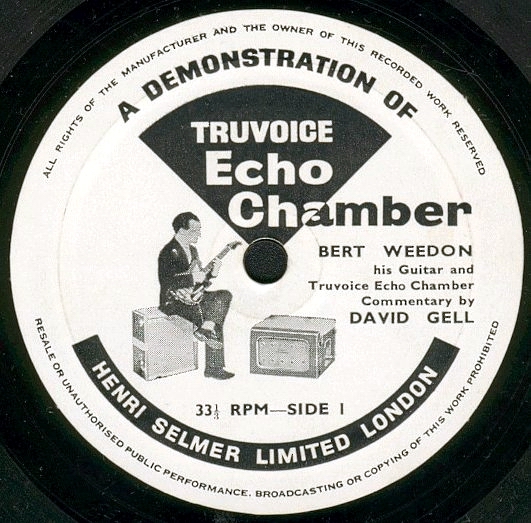 ALL RIGHTS OF THE MANUFACTURER AND THE OWNER OF THIS RECORDED WORK RESERVED
A DEMONSTRATION OF
TRUVOICE
Echo
Chamber
BERT WEEDON
his Guitar and
Truvoice Echo Chamber
Commentary by
DAVID GELL
33⅓ RPM—SIDE 1
HENRI SELMER LIMITED LONDON
RESALE OR UNAUTHORISED PUBLIC PERFORMANCE. BROADCASTING OR COPYING OF THIS WORK PROHIBITED